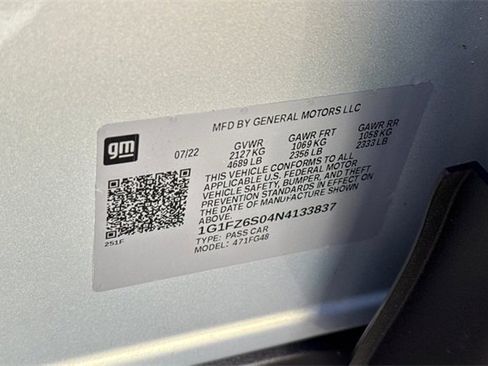 gm
MFD BY GENERAL MOTORS LLC
07/22 GVWR GAWR FRT GAWR RR
2127 KG 1069 KG 1058 KG
4689 LB 2356 LB 2333 LB
THIS VEHICLE CONFORMS TO ALL
APPLICABLE U.S. FEDERAL MOTOR
VEHICLE SAFETY, BUMPER, AND THEFT
PREVENTION STANDARDS IN EFFECT ON
THE DATE OF MANUFACTURE SHOWN
ABOVE.
1G1FZ6S04N4133837
TYPE: PASS CAR
MODEL: 471FG48
251F